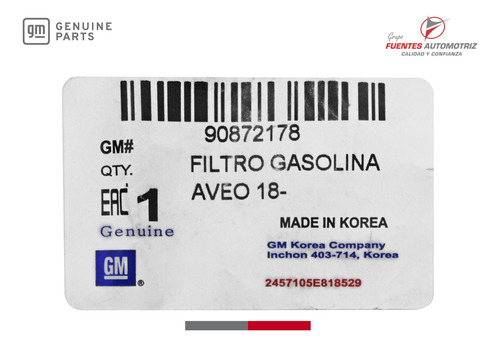 gm GENUINE PARTS
Grupo
FUENTES AUTOMOTRIZ
CALIDAD Y CONFIANZA
90872178
GM#
FILTRO GASOLINA
QTY.
AVEO 18-
EAC 1
Genuine
MADE IN KOREA
GM Korea Company
Inchon 403-714, Korea
GM ®
2457105E818529